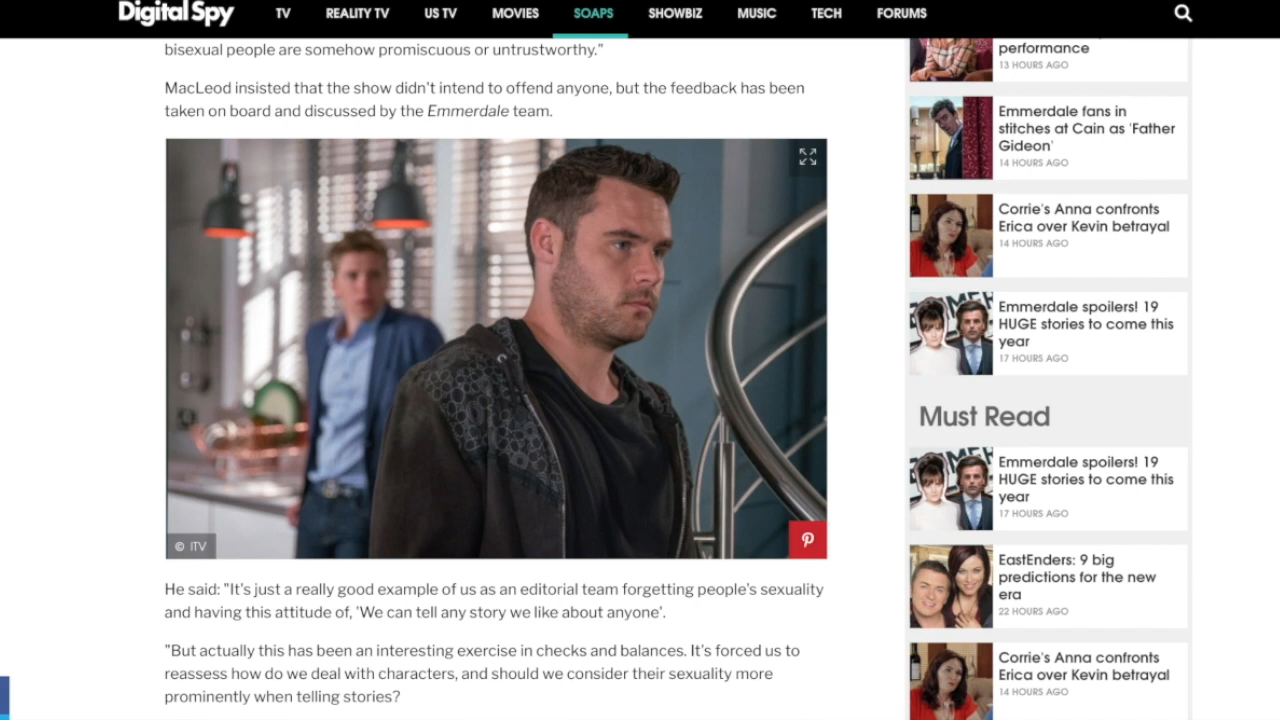 Digital Spy
TV
REALITY TV
US TV
MOVIES
SOAPS
SHOWBIZ
MUSIC
TECH
FORUMS
bisexual people are somehow promiscuous or untrustworthy."
MacLeod insisted that the show didn't intend to offend anyone, but the feedback has been
taken on board and discussed by the Emmerdale team.
© ITV
He said: "It's just a really good example of us as an editorial team forgetting people's sexuality
and having this attitude of, 'We can tell any story we like about anyone'.
"But actually this has been an interesting exercise in checks and balances. It's forced us to
reassess how do we deal with characters, and should we consider their sexuality more
prominently when telling stories?
performance
13 HOURS AGO
Emmerdale fans in
stitches at Cain as 'Father
Gideon'
14 HOURS AGO
Corrie's Anna confronts
Erica over Kevin betrayal
14 HOURS AGO
Emmerdale spoilers! 19
HUGE stories to come this
year
17 HOURS AGO
Must Read
Emmerdale spoilers! 19
HUGE stories to come this
year
17 HOURS AGO
EastEnders: 9 big
predictions for the new
era
22 HOURS AGO
Corrie's Anna confronts
Erica over Kevin betrayal
14 HOURS AGO